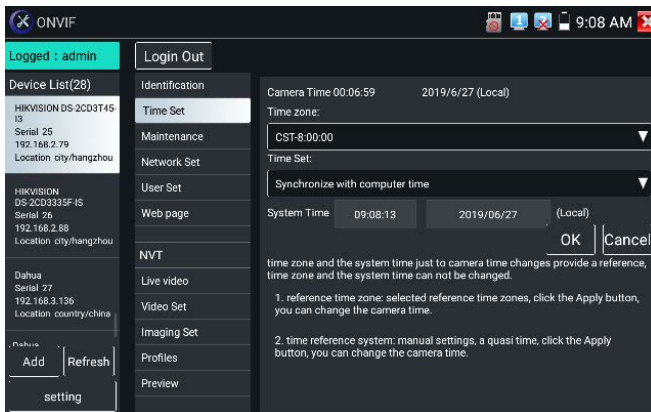 ONVIF
9:08 AM
Logged : admin
Login Out
Device List(28)
HIKVISION DS-2CD3T45-
I3
Serial 25
192.168.2.79
Location city/hangzhou
HIKVISION
DS-2CD3335F-IS
Serial 26
192.168.2.88
Location city/hangzhou
Dahua
Serial 27
192.168.3.136
Location country/china
Dahua
Add
Refresh
setting
Identification
Time Set
Maintenance
Network Set
User Set
Web page
NVT
Live video
Video Set
Imaging Set
Profiles
Preview
Camera Time 00:06:59 2019/6/27 (Local)
Time zone:
CST-8:00:00
Time Set:
Synchronize with computer time
System Time 09:08:13 2019/06/27 (Local)
OK
Cancel
time zone and the system time just to camera time changes provide a reference,
time zone and the system time can not be changed.
1. reference time zone: selected reference time zones, click the Apply button,
you can change the camera time.
2. time reference system: manual settings, a quasi time, click the Apply
button, you can change the camera time.